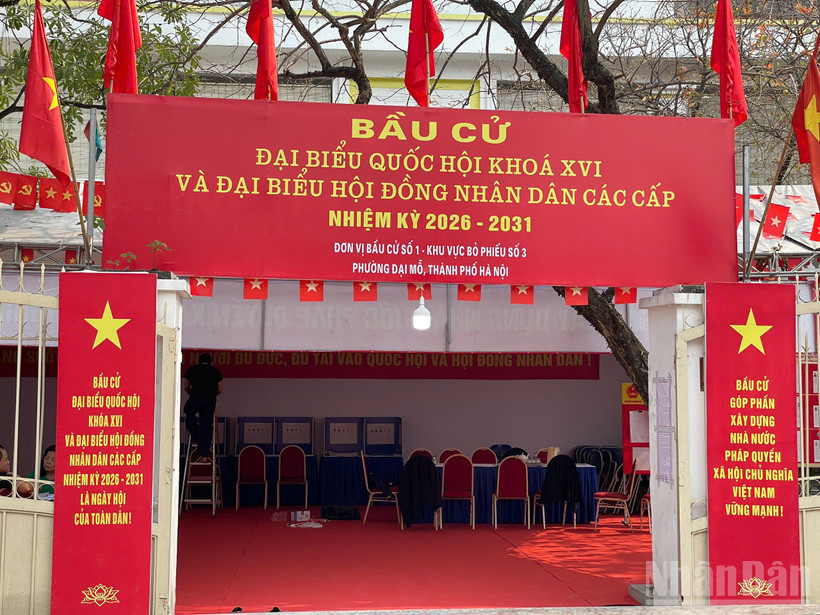 BẦU CỬ
ĐẠI BIỂU QUỐC HỘI KHOÁ XVI
VÀ ĐẠI BIỂU HỘI ĐỒNG NHÂN DÂN CÁC CẤP
NHIỆM KỲ 2026 - 2031
ĐƠN VỊ BẦU CỬ SỐ 1 - KHU VỰC BỎ PHIẾU SỐ 3
PHƯỜNG ĐẠI MỖ, THÀNH PHỐ HÀ NỘI
BẦU CỬ
ĐẠI BIỂU QUỐC HỘI
KHÓA XVI
VÀ ĐẠI BIỂU HỘI ĐỒNG
NHÂN DÂN CÁC CẤP
NHIỆM KỲ 2026 - 2031
LÀ NGÀY HỘI
CỦA TOÀN DÂN!
NGƯỜI ĐỦ ĐỨC, ĐỦ TÀI VÀO QUỐC HỘI VÀ HỘI ĐỒNG NHÂN DÂN !
BẦU CỬ
GÓP PHẦN
XÂY DỰNG
NHÀ NƯỚC
PHÁP QUYỀN
XÃ HỘI CHỦ NGHĨA
VIỆT NAM
VỮNG MẠNH!
NhânDân